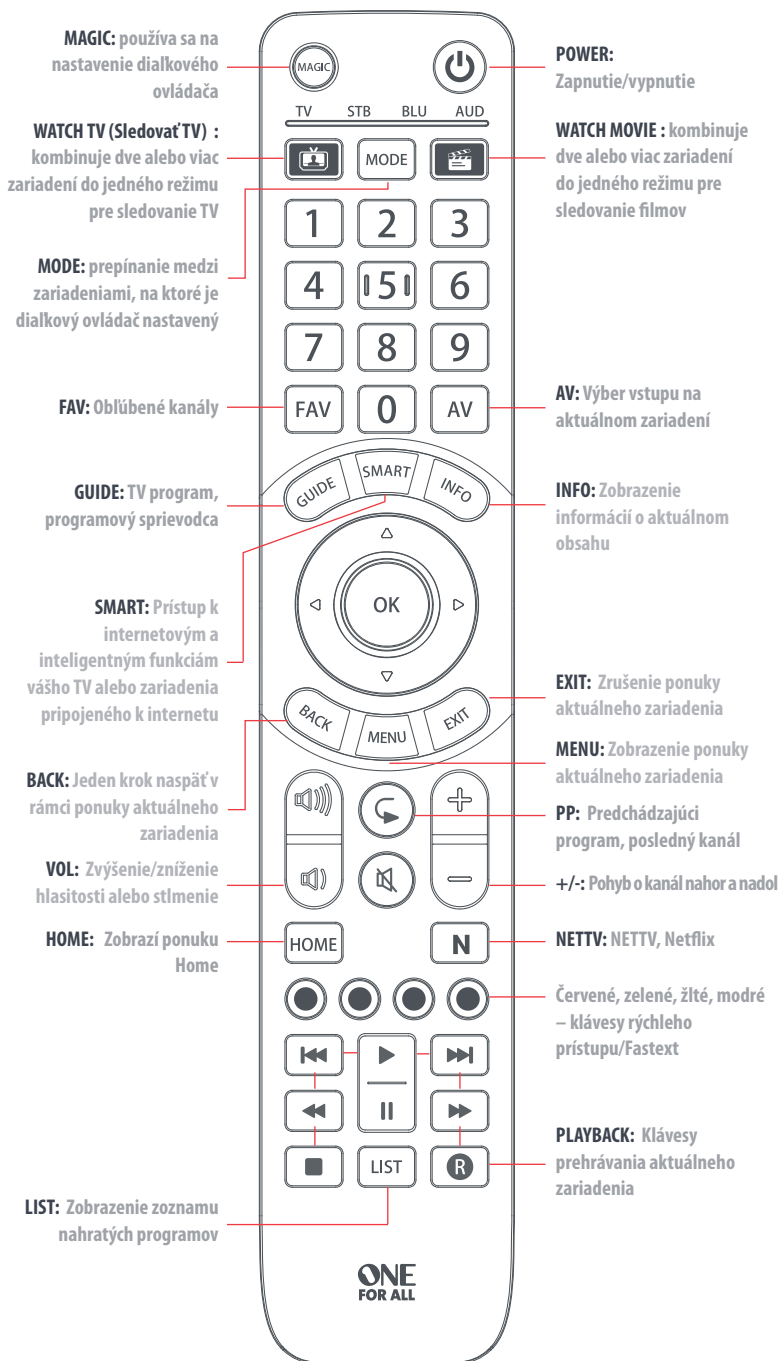 MAGIC: používa sa na
nastavenie diaľkového
ovládača
WATCH TV (Sledovať TV) :
kombinuje dve alebo viac
zariadení do jedného režimu
pre sledovanie TV
MODE: prepínanie medzi
zariadeniami, na ktoré je
diaľkový ovládač nastavený
FAV: Obľúbené kanály
GUIDE: TV program,
programový sprievodca
SMART: Prístup k
internetovým a
inteligentným funkciám
vášho TV alebo zariadenia
pripojeného k internetu
BACK: Jeden krok naspäť v
rámci ponuky aktuálneho
zariadenia
VOL: Zvýšenie/zníženie
hlasitosti alebo stlmenie
HOME: Zobrazí ponuku
Home
LIST: Zobrazenie zoznamu
nahratých programov
MAGIC
TV STB BLU AUD
MODE
1 2 3
4 5 6
7 8 9
FAV 0 AV
GUIDE SMART INFO
OK
BACK MENU EXIT
HOME N
LIST R
ONE
FOR ALL
POWER:
Zapnutie/vypnutie
WATCH MOVIE : kombinuje
dve alebo viac zariadení
do jedného režimu pre
sledovanie filmov
AV: Výber vstupu na
aktuálnom zariadení
INFO: Zobrazenie
informácií o aktuálnom
obsahu
EXIT: Zrušenie ponuky
aktuálneho zariadenia
MENU: Zobrazenie ponuky
aktuálneho zariadenia
PP: Predchádzajúci
program, posledný kanál
+/-: Pohyb o kanál nahor a nadol
NETTV: NETTV, Netflix
Červené, zelené, žlté, modré
– klávesy rýchleho
prístupu/Fastext
PLAYBACK: Klávesy
prehrávania aktuálneho
zariadenia